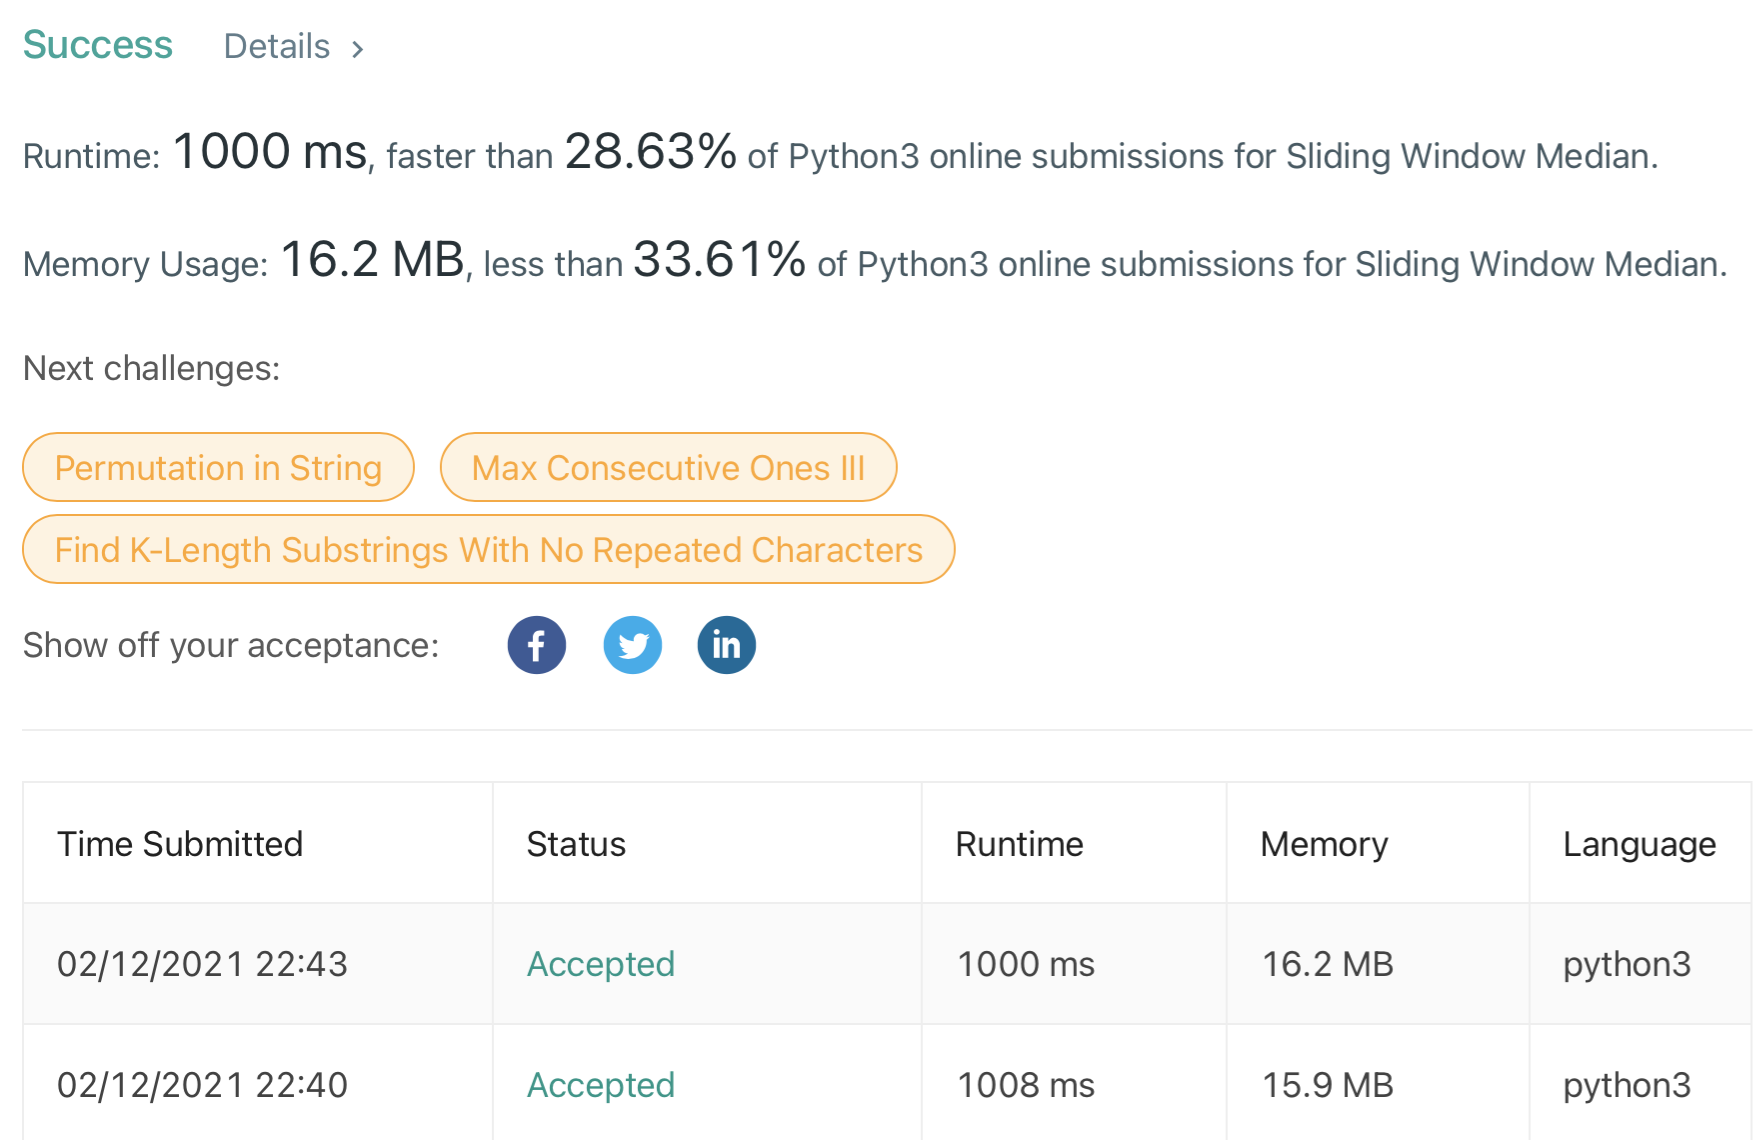 Success Details >
Runtime: 1000 ms, faster than 28.63% of Python3 online submissions for Sliding Window Median.
Memory Usage: 16.2 MB, less than 33.61% of Python3 online submissions for Sliding Window Median.
Next challenges:
Permutation in String Max Consecutive Ones III
Find K-Length Substrings With No Repeated Characters
Show off your acceptance: f in
Time Submitted Status Runtime Memory Language
02/12/2021 22:43 Accepted 1000 ms 16.2 MB python3
02/12/2021 22:40 Accepted 1008 ms 15.9 MB python3